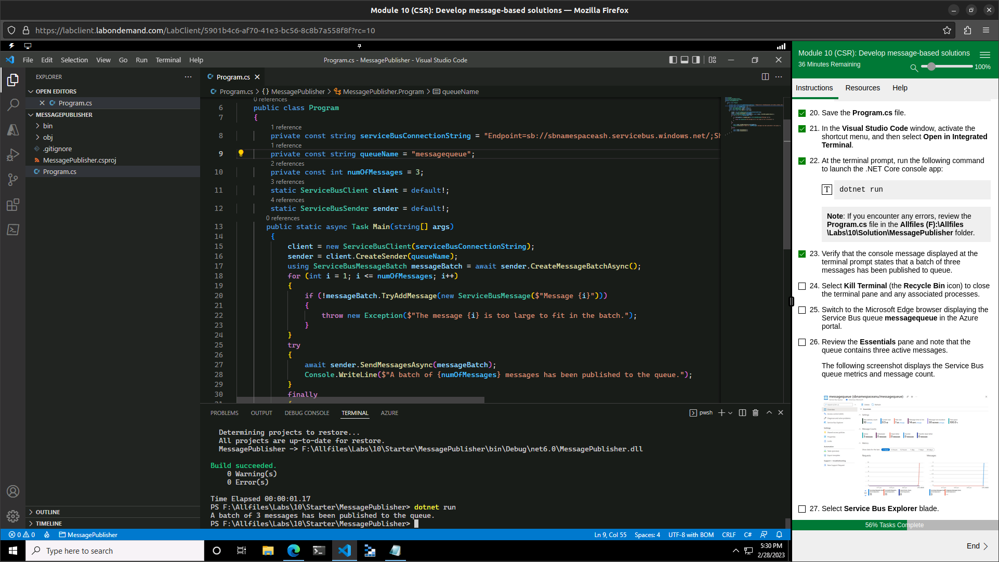 Module 10 (CSR): Develop message-based solutions — Mozilla Firefox
https://labclient.labondemand.com/LabClient/5901b4c6-af70-41e3-bc56-8c8b7a558f8f?rc=10
File Edit Selection View Go Run Terminal Help
Program.cs - MessagePublisher - Visual Studio Code
EXPLORER
OPEN EDITORS
Program.cs
MESSAGEPUBLISHER
bin
obj
.gitignore
MessagePublisher.csproj
Program.cs
OUTLINE
TIMELINE
Program.cs
Program.cs > { } MessagePublisher > MessagePublisher.Program > queueName
0 references
6 public class Program
7 {
1 reference
8 private const string serviceBusConnectionString = "Endpoint=sb://sbnamespaceash.servicebus.windows.net/;Sh
1 reference
9 private const string queueName = "messagequeue";
2 references
10 private const int numOfMessages = 3;
3 references
11 static ServiceBusClient client = default!;
4 references
12 static ServiceBusSender sender = default!;
0 references
13 public static async Task Main(string[] args)
14 {
15 client = new ServiceBusClient(serviceBusConnectionString);
16 sender = client.CreateSender(queueName);
17 using ServiceBusMessageBatch messageBatch = await sender.CreateMessageBatchAsync();
18 for (int i = 1; i <= numOfMessages; i++)
19 {
20 if (!messageBatch.TryAddMessage(new ServiceBusMessage($"Message {i}")))
21 {
22 throw new Exception($"The message {i} is too large to fit in the batch.");
23 }
24 }
25 try
26 {
27 await sender.SendMessagesAsync(messageBatch);
28 Console.WriteLine($"A batch of {numOfMessages} messages has been published to the queue.");
29 }
30 finally
PROBLEMS OUTPUT DEBUG CONSOLE TERMINAL AZURE
pwsh
Determining projects to restore...
All projects are up-to-date for restore.
MessagePublisher -> F:\Allfiles\Labs\10\Starter\MessagePublisher\bin\Debug\net6.0\MessagePublisher.dll
Build succeeded.
0 Warning(s)
0 Error(s)
Time Elapsed 00:00:01.17
PS F:\Allfiles\Labs\10\Starter\MessagePublisher> dotnet run
A batch of 3 messages has been published to the queue.
PS F:\Allfiles\Labs\10\Starter\MessagePublisher>
0 0 MessagePublisher
Ln 9, Col 55 Spaces: 4 UTF-8 with BOM CRLF C#
Type here to search
5:30 PM
2/28/2023
Module 10 (CSR): Develop message-based solutions
36 Minutes Remaining
100%
Instructions Resources Help
20. Save the Program.cs file.
21. In the Visual Studio Code window, activate the
shortcut menu, and then select Open in Integrated
Terminal.
22. At the terminal prompt, run the following command
to launch the .NET Core console app:
T dotnet run
Note: If you encounter any errors, review the
Program.cs file in the Allfiles (F):\Allfiles
\Labs\10\Solution\MessagePublisher folder.
23. Verify that the console message displayed at the
terminal prompt states that a batch of three
messages has been published to queue.
24. Select Kill Terminal (the Recycle Bin icon) to close
the terminal pane and any associated processes.
25. Switch to the Microsoft Edge browser displaying the
Service Bus queue messagequeue in the Azure
portal.
26. Review the Essentials pane and note that the
queue contains three active messages.
The following screenshot displays the Service Bus
queue metrics and message count.
messagequeue (sbnamespaceanu/messagequeue)
27. Select Service Bus Explorer blade.
56% Tasks Complete
End